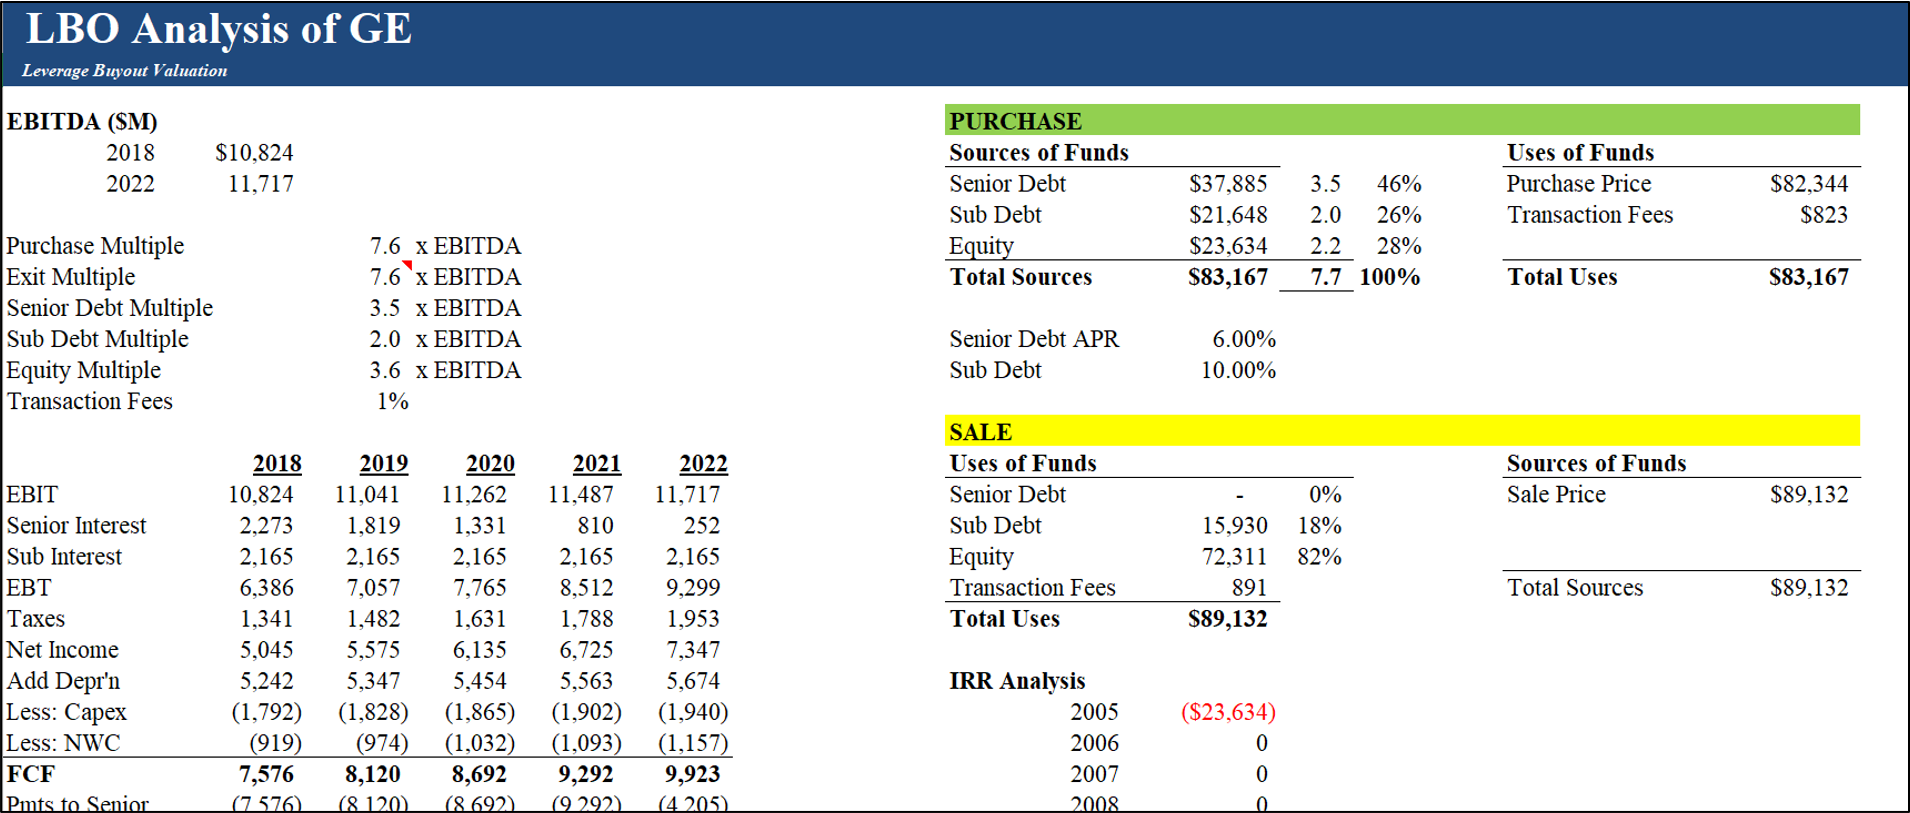 LBO Analysis of GE
Leverage Buyout Valuation
EBITDA ($M)
2018 $10,824
2022 11,717
Purchase Multiple 7.6 x EBITDA
Exit Multiple 7.6 x EBITDA
Senior Debt Multiple 3.5 x EBITDA
Sub Debt Multiple 2.0 x EBITDA
Equity Multiple 3.6 x EBITDA
Transaction Fees 1%
2018 2019 2020 2021 2022
EBIT 10,824 11,041 11,262 11,487 11,717
Senior Interest 2,273 1,819 1,331 810 252
Sub Interest 2,165 2,165 2,165 2,165 2,165
EBT 6,386 7,057 7,765 8,512 9,299
Taxes 1,341 1,482 1,631 1,788 1,953
Net Income 5,045 5,575 6,135 6,725 7,347
Add Depr'n 5,242 5,347 5,454 5,563 5,674
Less: Capex (1,792) (1,828) (1,865) (1,902) (1,940)
Less: NWC (919) (974) (1,032) (1,093) (1,157)
FCF 7,576 8,120 8,692 9,292 9,923
Pmts to Senior (7,576) (8,120) (8,692) (9,292) (4,205)
PURCHASE
Sources of Funds Uses of Funds
Senior Debt $37,885 3.5 46% Purchase Price $82,344
Sub Debt $21,648 2.0 26% Transaction Fees $823
Equity $23,634 2.2 28%
Total Sources $83,167 7.7 100% Total Uses $83,167
Senior Debt APR 6.00%
Sub Debt 10.00%
SALE
Uses of Funds Sources of Funds
Senior Debt - 0% Sale Price $89,132
Sub Debt 15,930 18%
Equity 72,311 82%
Transaction Fees 891 Total Sources $89,132
Total Uses $89,132
IRR Analysis
2005 ($23,634)
2006 0
2007 0
2008 0